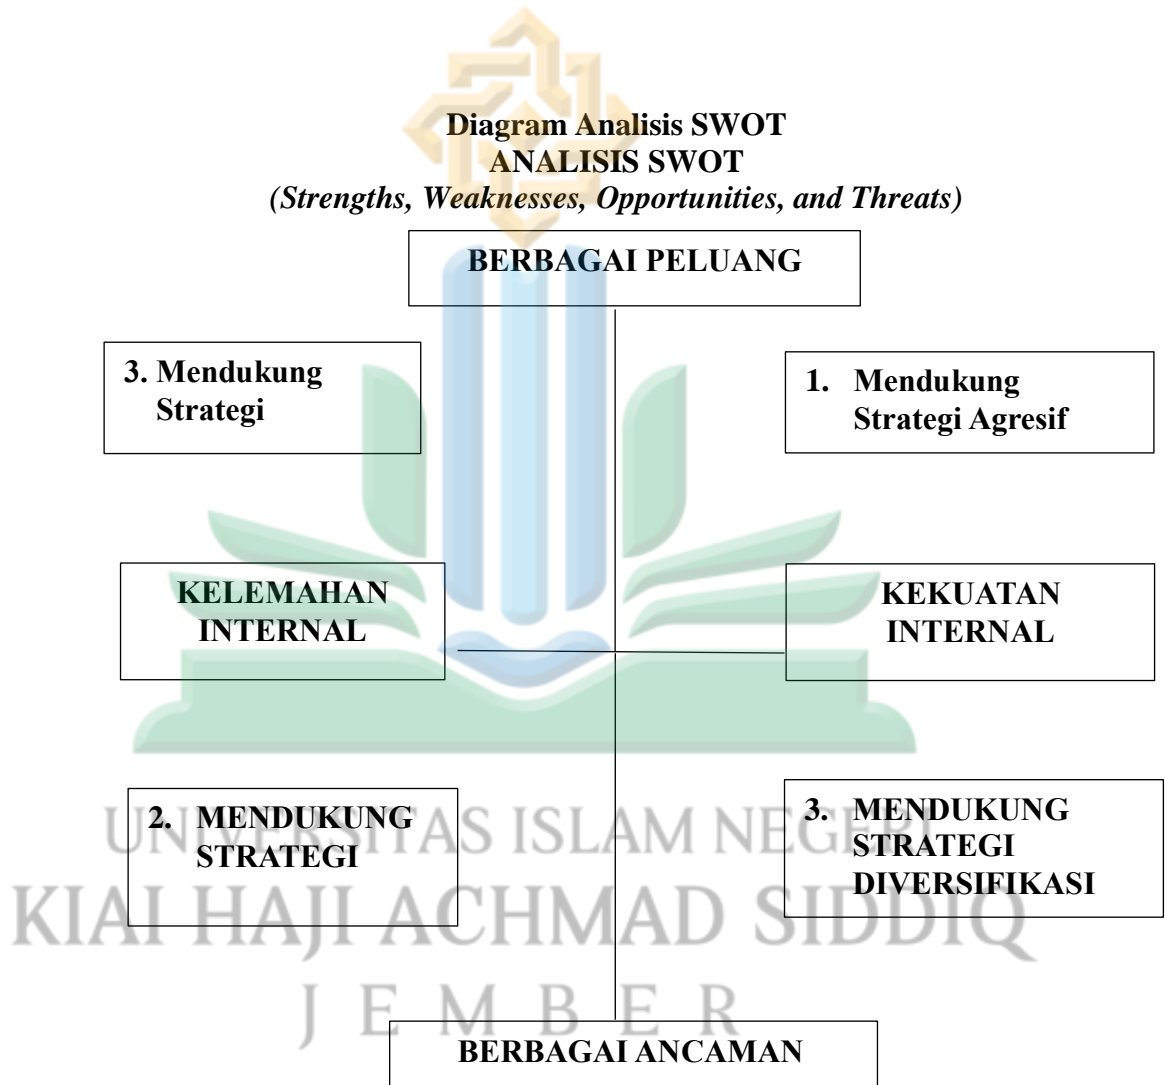 Diagram Analisis SWOT
ANALISIS SWOT
(Strengths, Weaknesses, Opportunities, and Threats)
BERBAGAI PELUANG
3. Mendukung
Strategi
1. Mendukung
Strategi Agresif
KELEMAHAN
INTERNAL
KEKUATAN
INTERNAL
2. MENDUKUNG
STRATEGI
3. MENDUKUNG
STRATEGI
DIVERSIFIKASI
UNIVERSITAS ISLAM NEGERI
KIAI HAJI ACHMAD SIDDIQ
JEMBER
BERBAGAI ANCAMAN